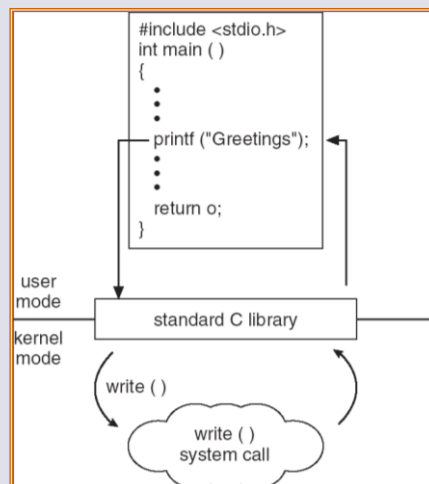 #include <stdio.h>
int main ( )
{
•
•
•
printf ("Greetings");
•
•
•
return o;
}
user
mode
standard C library
kernel
mode
write ( )
write ( )
system call